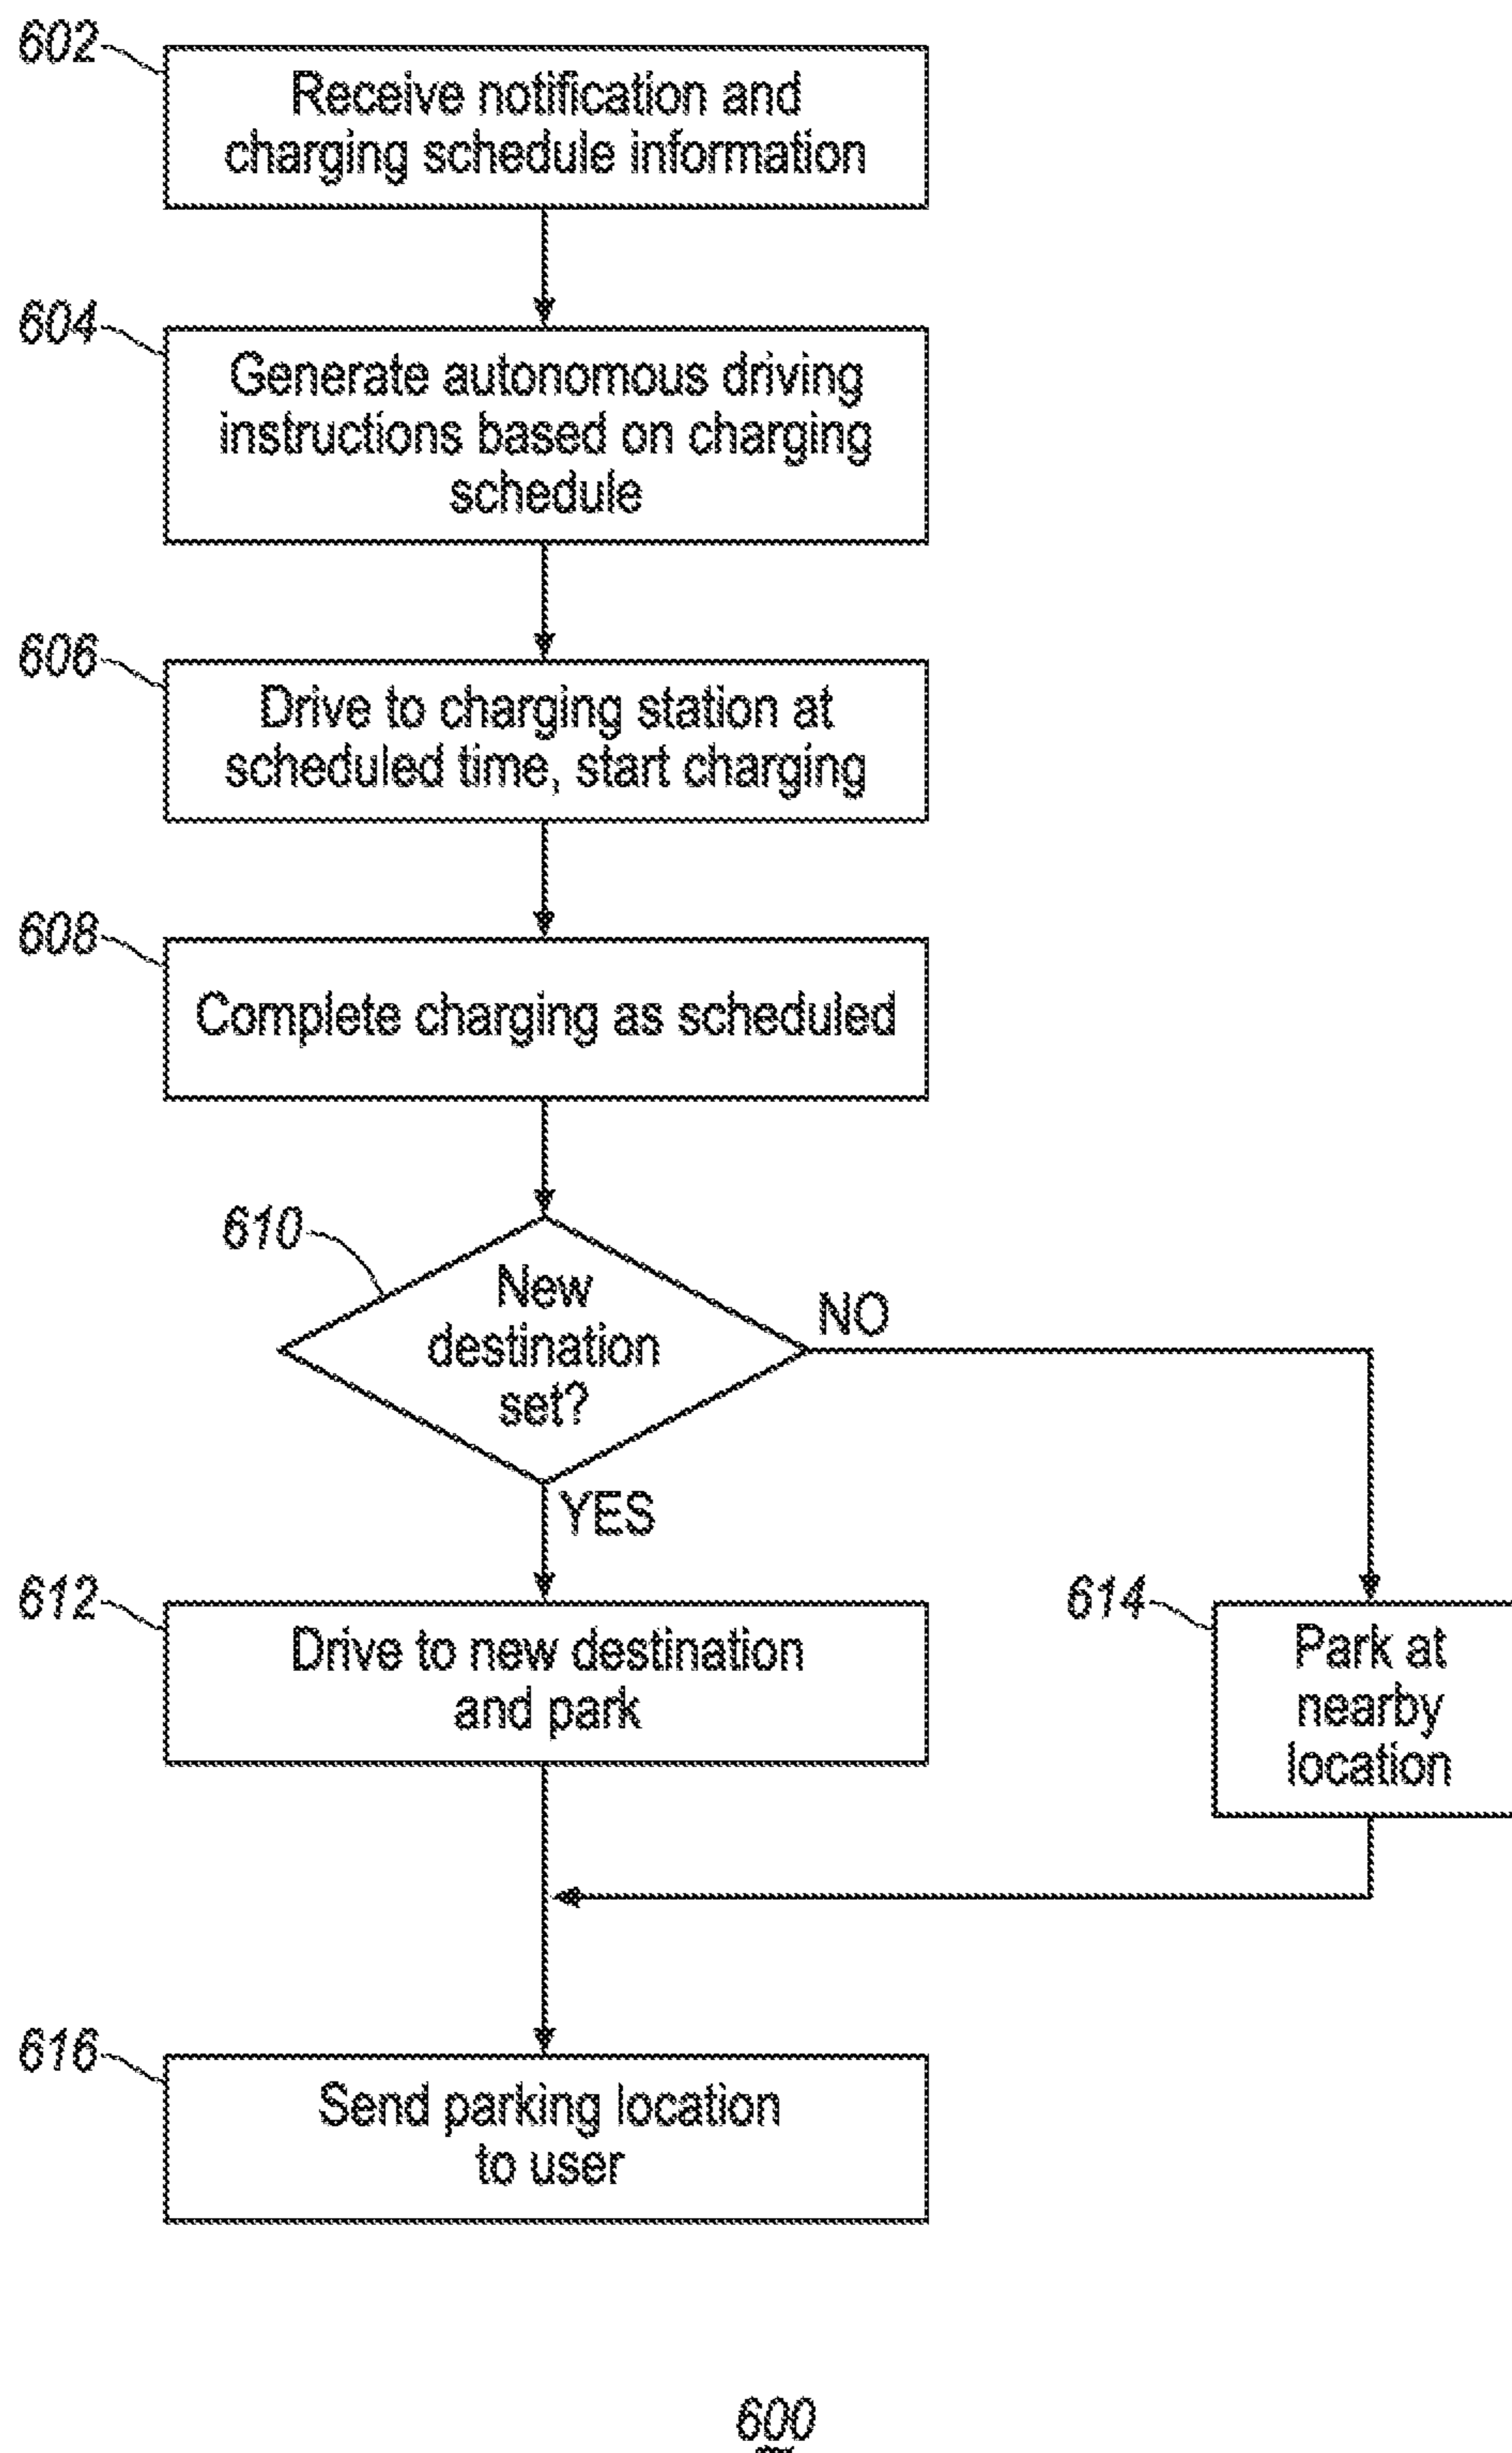 602
Receive notification and
charging schedule information
604
Generate autonomous driving
instructions based on charging
schedule
606
Drive to charging station at
scheduled time, start charging
608
Complete charging as scheduled
610
New
destination
set?
NO
YES
612
Drive to new destination
and park
614
Park at
nearby
location
616
Send parking location
to user
600